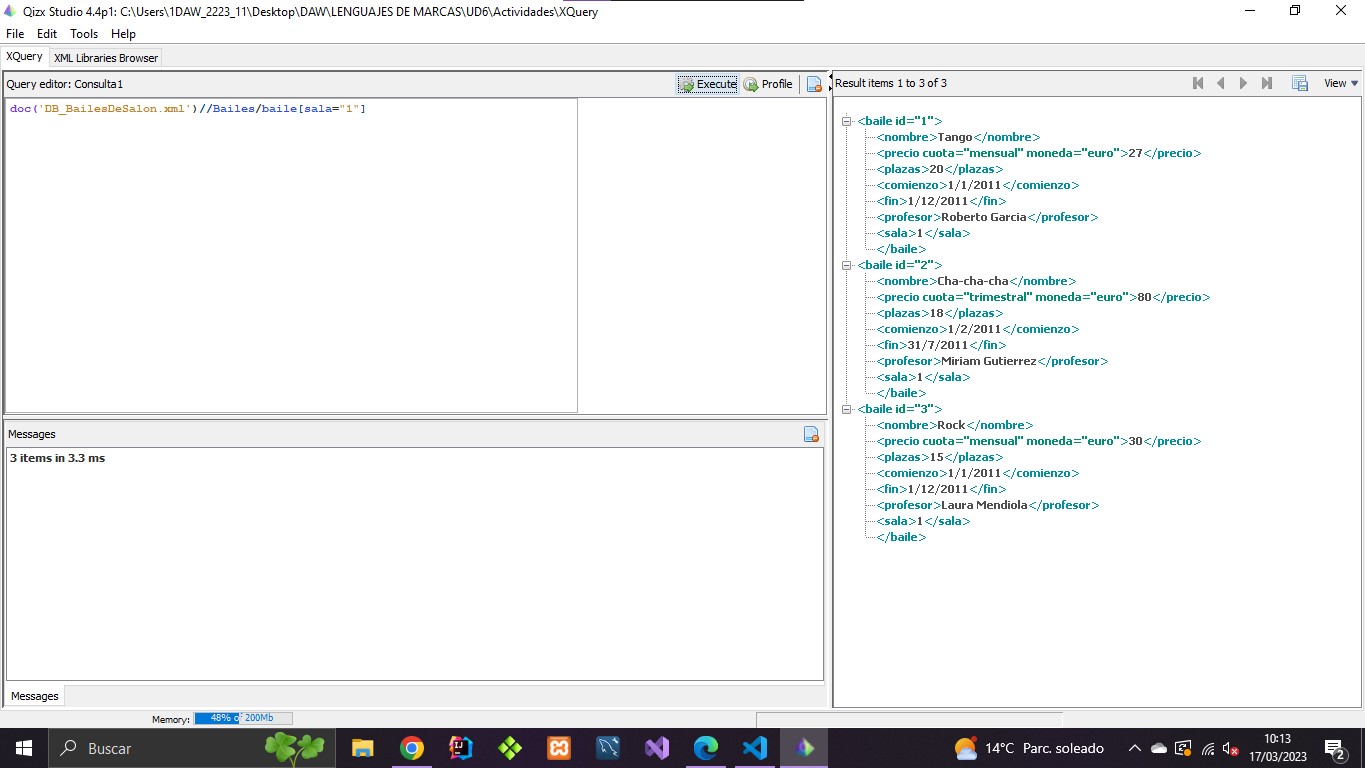 Qizx Studio 4.4p1: C:\Users\1DAW_2223_11\Desktop\DAW\LENGUAJES DE MARCAS\UD6\Actividades\XQuery
File Edit Tools Help
XQuery XML Libraries Browser
Query editor: Consulta1 Execute Profile
doc('DB_BailesDeSalon.xml')//Bailes/baile[sala="1"]
Messages
3 items in 3.3 ms
Messages
Memory: 48% of 200Mb
Result items 1 to 3 of 3 View
<baile id="1">
<nombre>Tango</nombre>
<precio cuota="mensual" moneda="euro">27</precio>
<plazas>20</plazas>
<comienzo>1/1/2011</comienzo>
<fin>1/12/2011</fin>
<profesor>Roberto Garcia</profesor>
<sala>1</sala>
</baile>
<baile id="2">
<nombre>Cha-cha-cha</nombre>
<precio cuota="trimestral" moneda="euro">80</precio>
<plazas>18</plazas>
<comienzo>1/2/2011</comienzo>
<fin>31/7/2011</fin>
<profesor>Miriam Gutierrez</profesor>
<sala>1</sala>
</baile>
<baile id="3">
<nombre>Rock</nombre>
<precio cuota="mensual" moneda="euro">30</precio>
<plazas>15</plazas>
<comienzo>1/1/2011</comienzo>
<fin>1/12/2011</fin>
<profesor>Laura Mendiola</profesor>
<sala>1</sala>
</baile>
Buscar
14°C Parc. soleado
10:13
17/03/2023
2